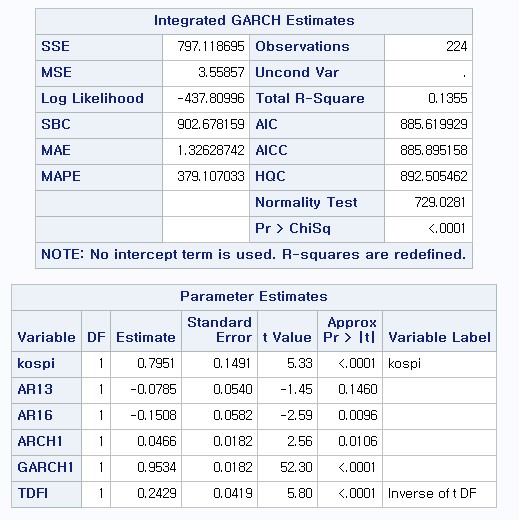 Integrated GARCH Estimates
SSE 797.118695 Observations 224
MSE 3.55857 Uncond Var .
Log Likelihood -437.80996 Total R-Square 0.1355
SBC 902.678159 AIC 885.619929
MAE 1.32628742 AICC 885.895158
MAPE 379.107033 HQC 892.505462
Normality Test 729.0281
Pr > ChiSq <.0001
NOTE: No intercept term is used. R-squares are redefined.
Parameter Estimates
Variable DF Estimate Standard Error t Value Approx Pr > |t| Variable Label
kospi 1 0.7951 0.1491 5.33 <.0001 kospi
AR13 1 -0.0785 0.0540 -1.45 0.1460
AR16 1 -0.1508 0.0582 -2.59 0.0096
ARCH1 1 0.0466 0.0182 2.56 0.0106
GARCH1 1 0.9534 0.0182 52.30 <.0001
TDFI 1 0.2429 0.0419 5.80 <.0001 Inverse of t DF